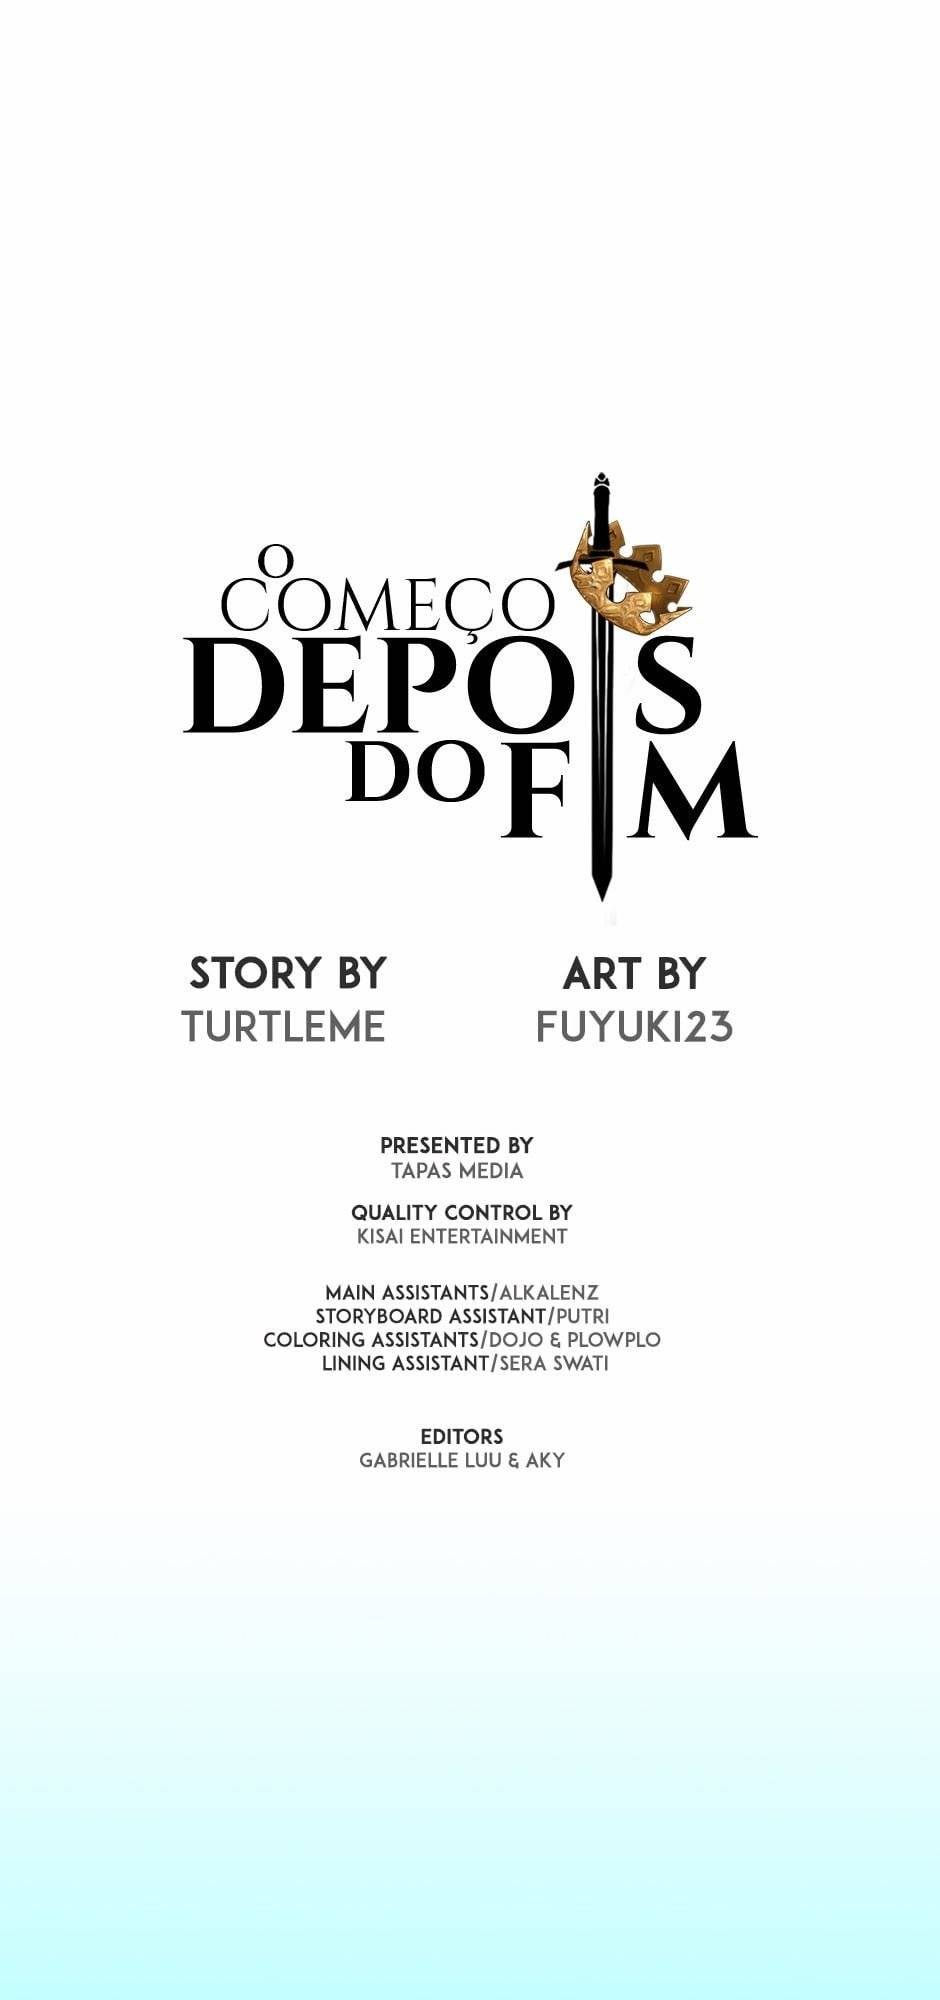 O
COMEÇO
DEPOIS
DO FIM
STORY BY
TURTLEME
ART BY
FUYUKI23
PRESENTED BY
TAPAS MEDIA
QUALITY CONTROL BY
KISAI ENTERTAINMENT
MAIN ASSISTANTS/ALKALENZ
STORYBOARD ASSISTANT/PUTRI
COLORING ASSISTANTS/DOJO & PLOWPLO
LINING ASSISTANT/SERA SWATI
EDITORS
GABRIELLE LUU & AKY